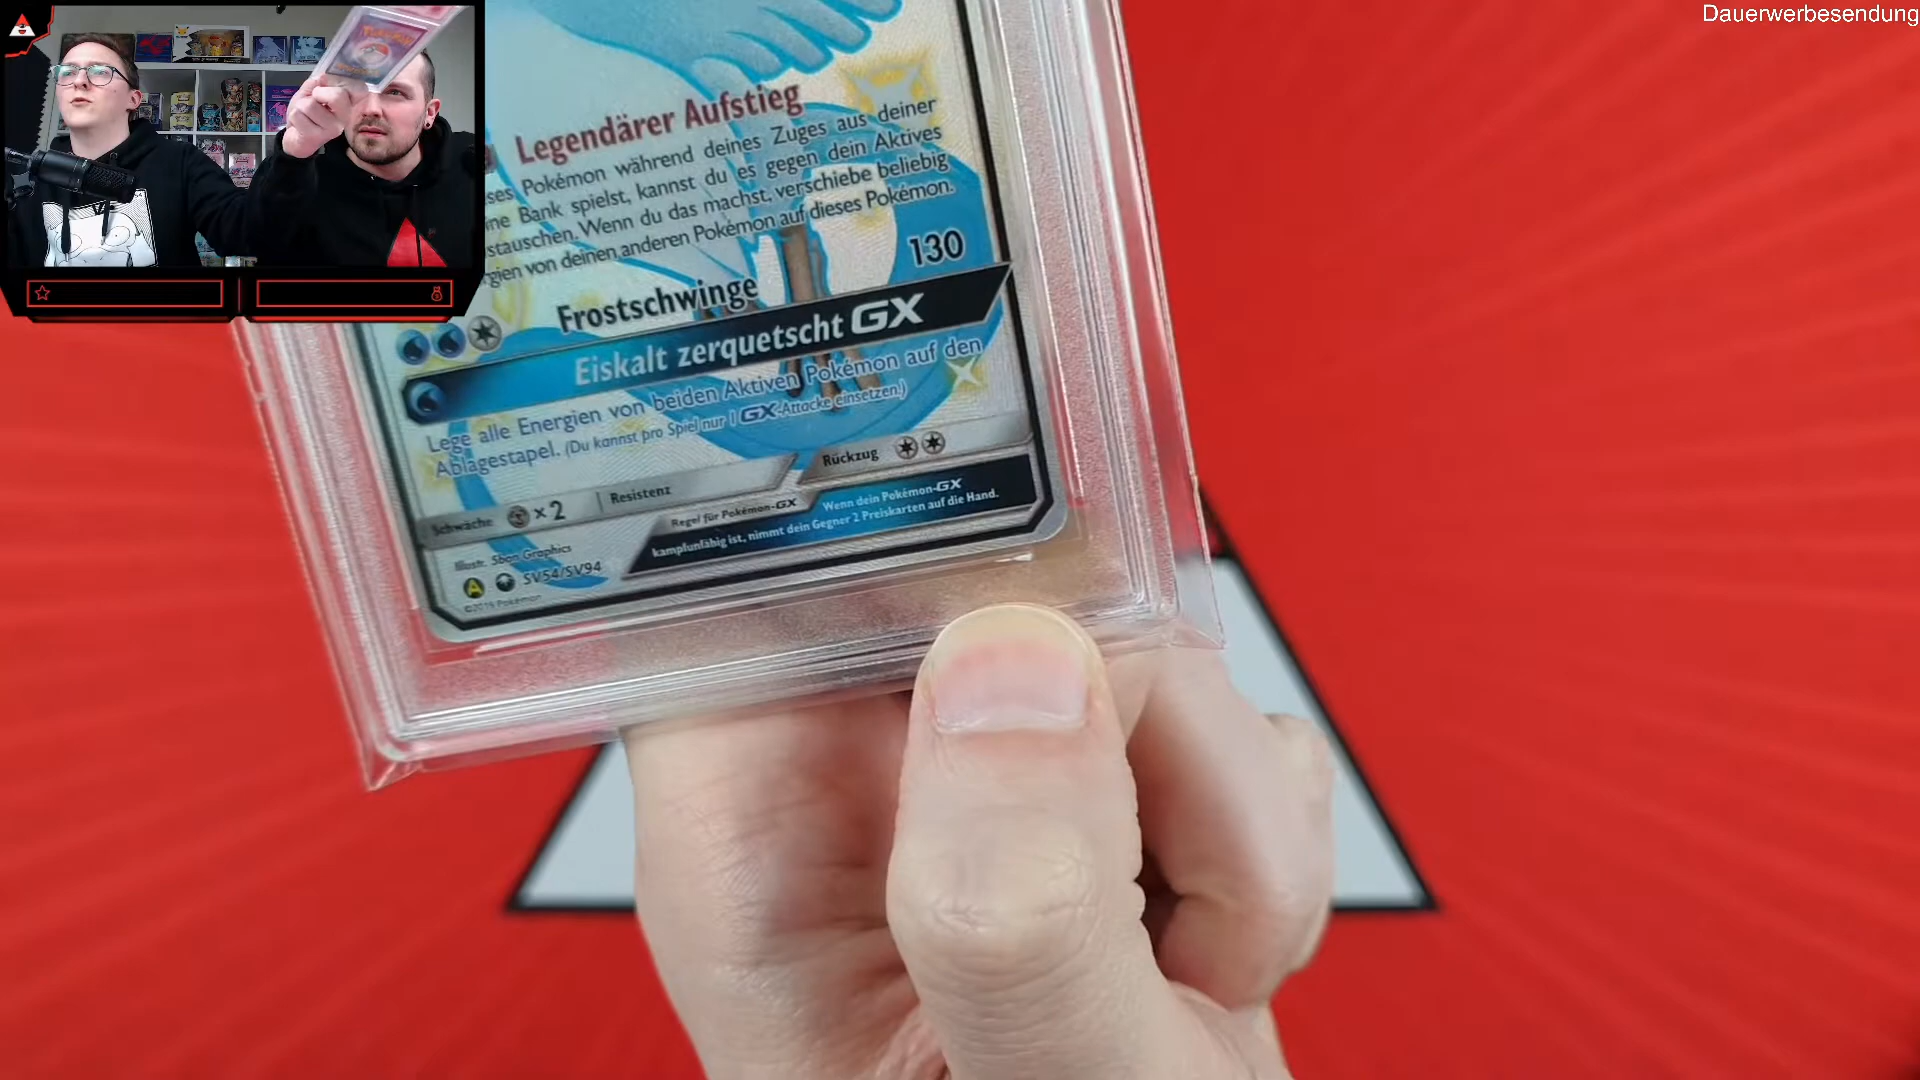 Dauerwerbesendung
Legendärer Aufstieg
Pokémon während deines Zuges aus deiner
Bank spielst, kannst du es gegen dein Aktives
Wenn du das machst, verschiebe beliebig
von deinen anderen Pokémon auf dieses Pokémon.
Frostschwinge 130
Eiskalt zerquetscht GX
Lege alle Energien von beiden Aktiven Pokémon auf den
Ablagestapel. (Du kannst pro Spiel nur 1 GX-Attacke einsetzen.)
Schwäche ×2 Resistenz Rückzug
Regel für Pokémon-GX Wenn dein Pokémon-GX
kampfunfähig ist, nimmt dein Gegner 2 Preiskarten auf die Hand.
Illustr. 5ban Graphics
A SV54/SV94
©2019 Pokémon